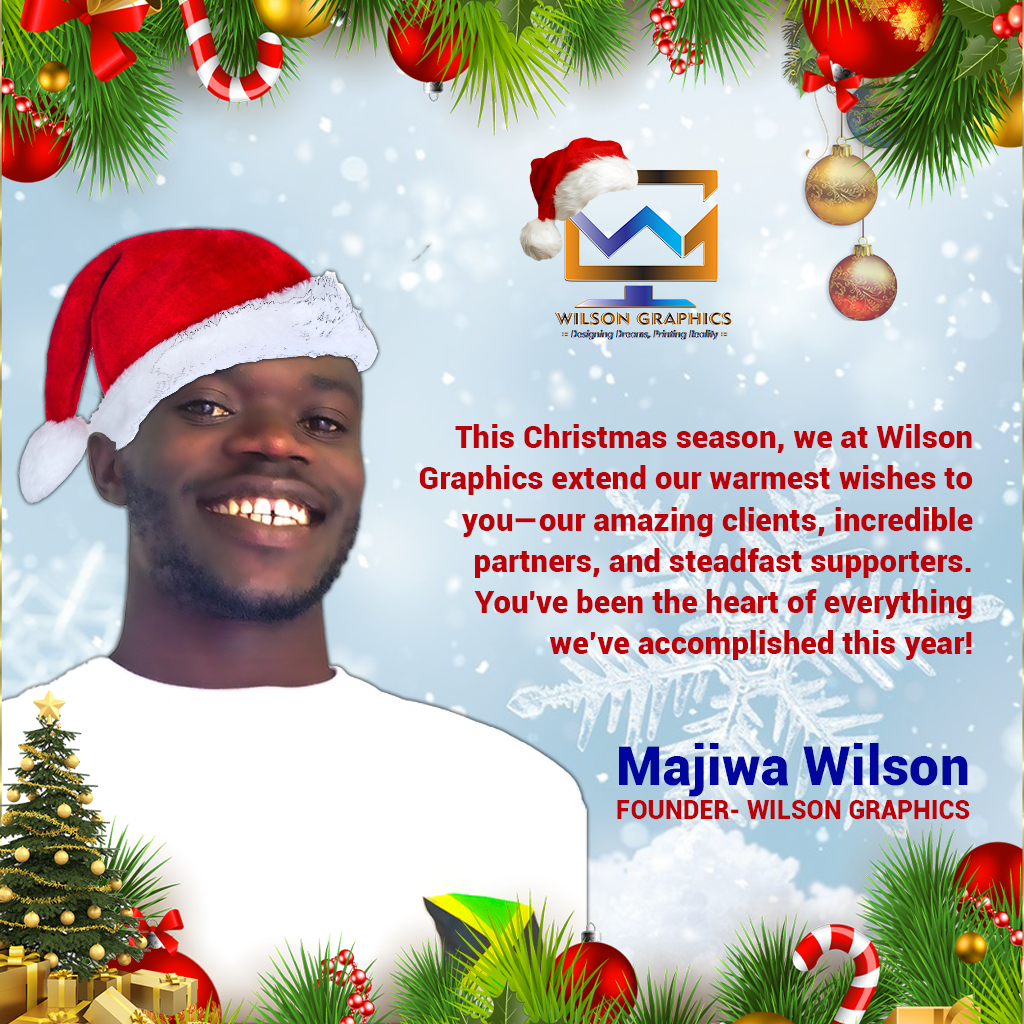 WILSON GRAPHICS
:: Designing Dreams, Printing Reality ::
This Christmas season, we at Wilson
Graphics extend our warmest wishes to
you—our amazing clients, incredible
partners, and steadfast supporters.
You've been the heart of everything
we've accomplished this year!
Majiwa Wilson
FOUNDER- WILSON GRAPHICS